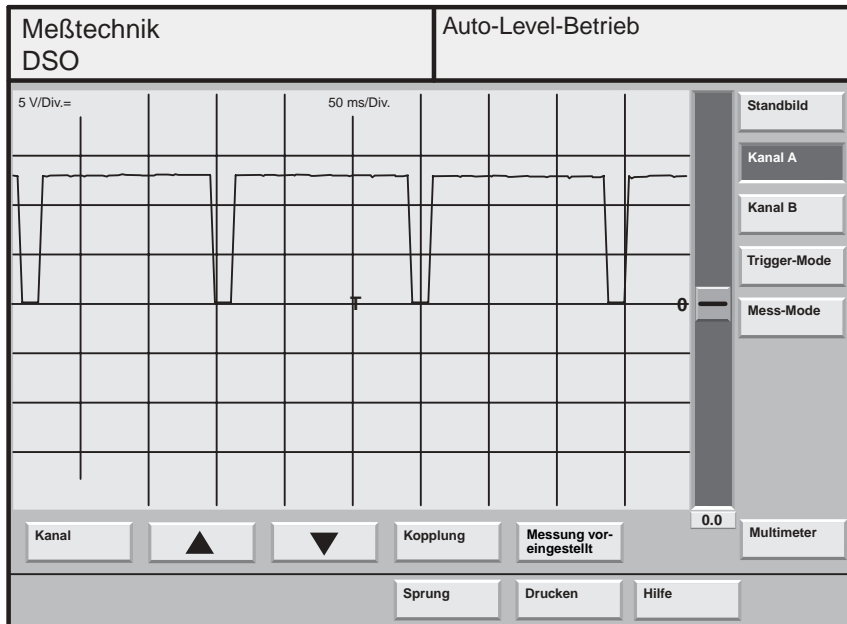 Meßtechnik
DSO
Auto-Level-Betrieb
5 V/Div.=
50 ms/Div.
T
0
0.0
Standbild
Kanal A
Kanal B
Trigger-Mode
Mess-Mode
Multimeter
Kanal
Kopplung
Messung vor-
eingestellt
Sprung
Drucken
Hilfe